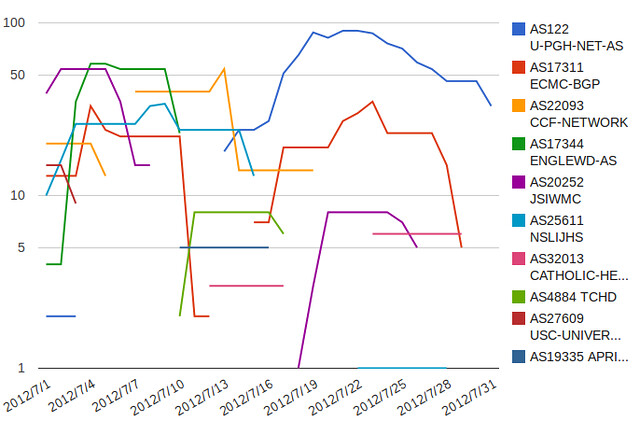 100
50
10
5
1
2012/7/1
2012/7/4
2012/7/7
2012/7/10
2012/7/13
2012/7/16
2012/7/19
2012/7/22
2012/7/25
2012/7/28
2012/7/31
AS122
U-PGH-NET-AS
AS17311
ECMC-BGP
AS22093
CCF-NETWORK
AS17344
ENGLEWD-AS
AS20252
JSIWMC
AS25611
NSLIJHS
AS32013
CATHOLIC-HE...
AS4884 TCHD
AS27609
USC-UNIVER...
AS19335 APRI...